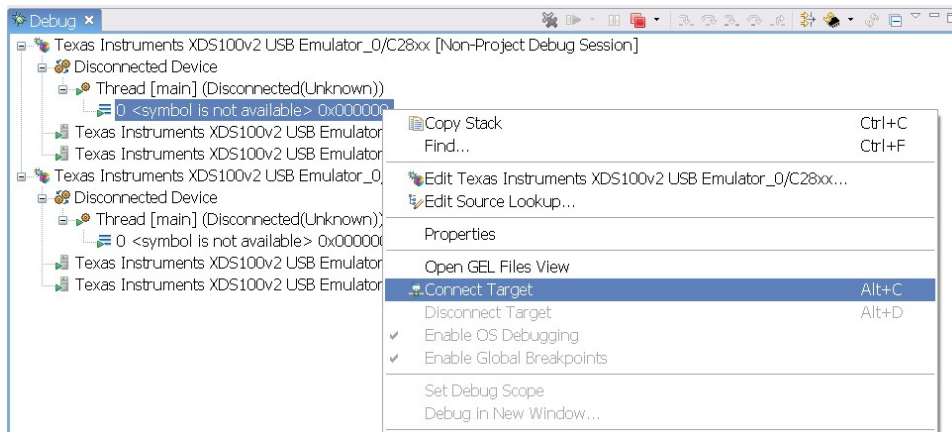 Debug
Texas Instruments XDS100v2 USB Emulator_0/C28xx [Non-Project Debug Session]
Disconnected Device
Thread [main] (Disconnected(Unknown))
0 <symbol is not available> 0x000000
Texas Instruments XDS100v2 USB Emulator
Texas Instruments XDS100v2 USB Emulator
Texas Instruments XDS100v2 USB Emulator_0
Disconnected Device
Thread [main] (Disconnected(Unknown))
0 <symbol is not available> 0x000000
Texas Instruments XDS100v2 USB Emulator
Texas Instruments XDS100v2 USB Emulator
Copy Stack Ctrl+C
Find... Ctrl+F
Edit Texas Instruments XDS100v2 USB Emulator_0/C28xx...
Edit Source Lookup...
Properties
Open GEL Files View
Connect Target Alt+C
Disconnect Target Alt+D
Enable OS Debugging
Enable Global Breakpoints
Set Debug Scope
Debug in New Window...